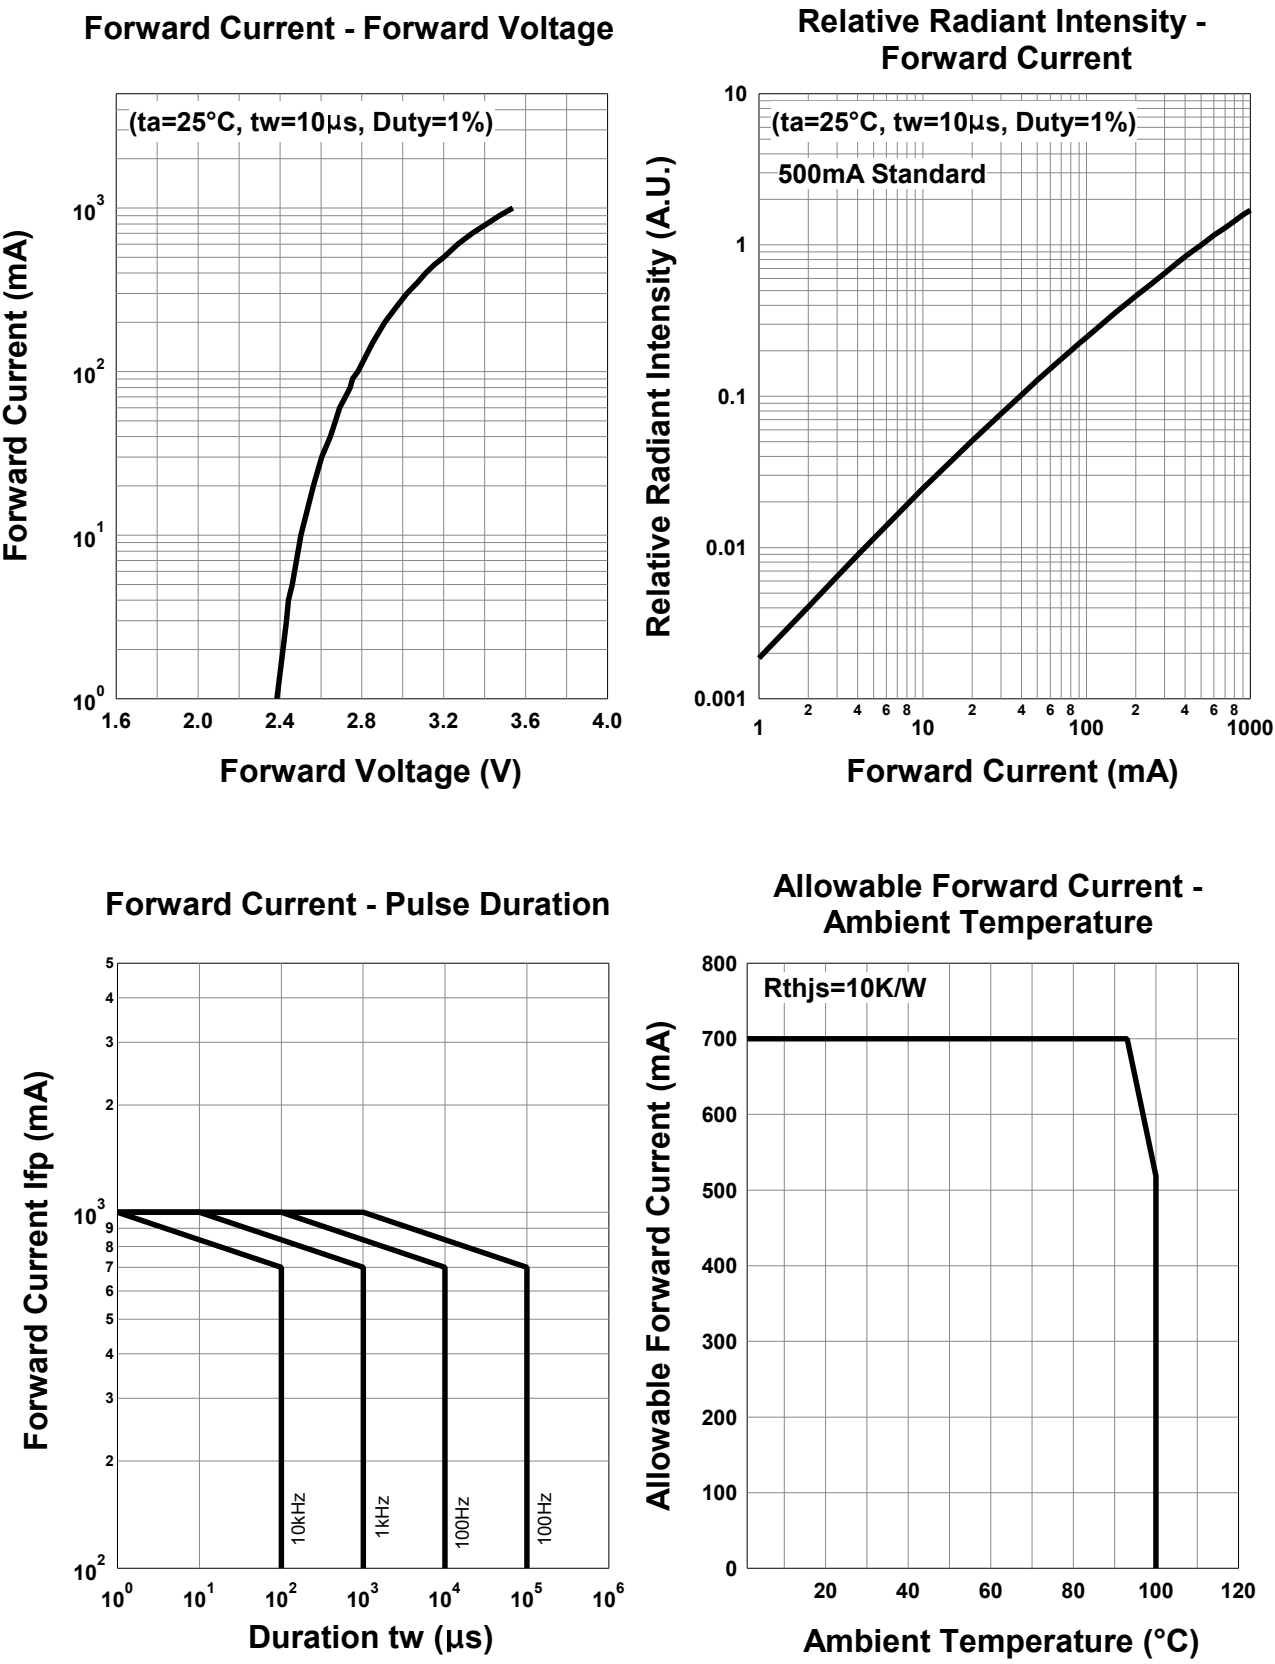 Forward Current - Forward Voltage
(ta=25°C, tw=10µs, Duty=1%)
Forward Current (mA)
10³
10²
10¹
10⁰
1.6 2.0 2.4 2.8 3.2 3.6 4.0
Forward Voltage (V)
Relative Radiant Intensity -
Forward Current
(ta=25°C, tw=10µs, Duty=1%)
500mA Standard
Relative Radiant Intensity (A.U.)
10
1
0.1
0.01
0.001
2 4 6 8 2 4 6 8 2 4 6 8
1 10 100 1000
Forward Current (mA)
Forward Current - Pulse Duration
Forward Current Ifp (mA)
5
4
3
2
10³
9
8
7
6
5
4
3
2
10²
10kHz
1kHz
100Hz
100Hz
10⁰ 10¹ 10² 10³ 10⁴ 10⁵ 10⁶
Duration tw (µs)
Allowable Forward Current -
Ambient Temperature
Rthjs=10K/W
Allowable Forward Current (mA)
800
700
600
500
400
300
200
100
0
20 40 60 80 100 120
Ambient Temperature (°C)